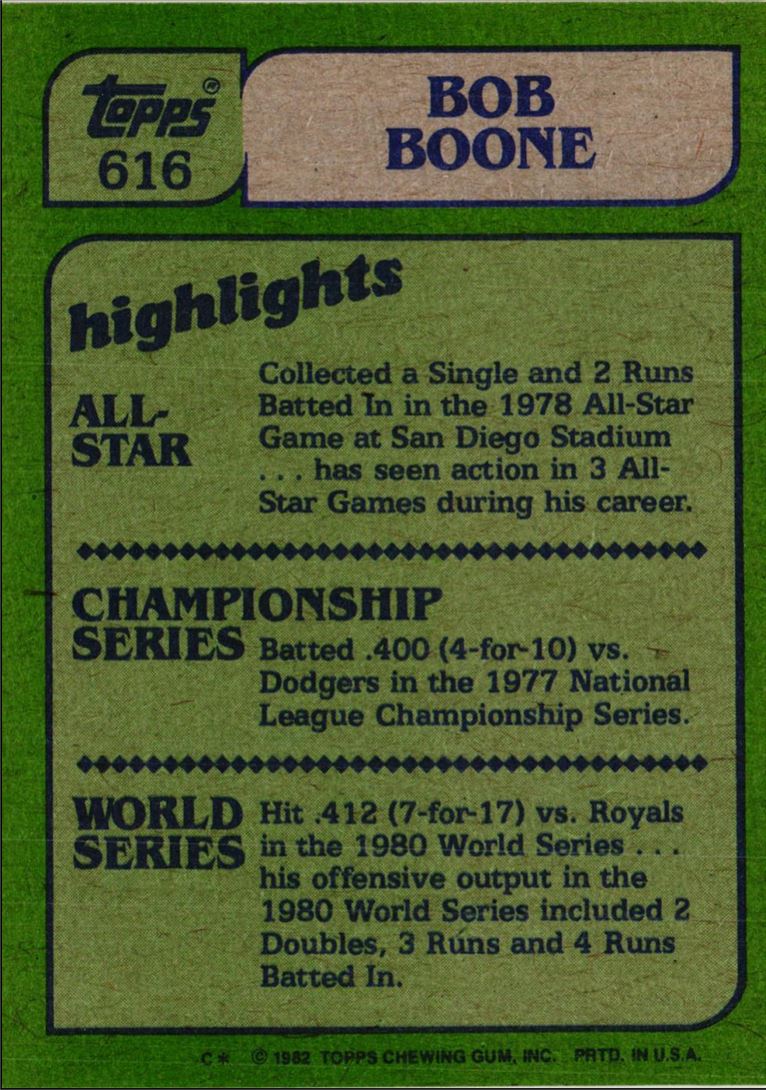 topps®
616
BOB
BOONE
highlights
ALL-
STAR
Collected a Single and 2 Runs
Batted In in the 1978 All-Star
Game at San Diego Stadium
. . . has seen action in 3 All-
Star Games during his career.
CHAMPIONSHIP
SERIES
Batted .400 (4-for-10) vs.
Dodgers in the 1977 National
League Championship Series.
WORLD
SERIES
Hit .412 (7-for-17) vs. Royals
in the 1980 World Series . . .
his offensive output in the
1980 World Series included 2
Doubles, 3 Runs and 4 Runs
Batted In.
C* © 1982 TOPPS CHEWING GUM, INC. PRTD. IN U.S.A.